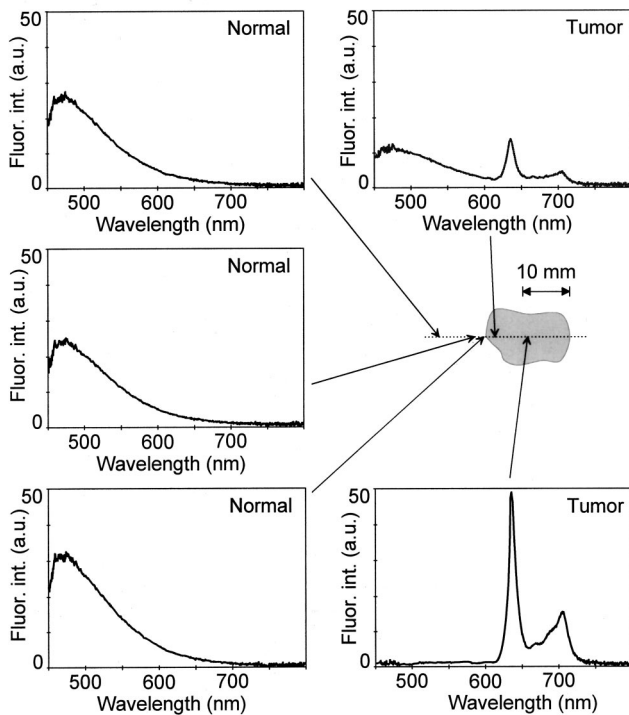 50
Normal
Fluor. int. (a.u.)
0
500 600 700
Wavelength (nm)
50
Tumor
Fluor. int. (a.u.)
0
500 600 700
Wavelength (nm)
50
Normal
Fluor. int. (a.u.)
0
500 600 700
Wavelength (nm)
10 mm
50
Normal
Fluor. int. (a.u.)
0
500 600 700
Wavelength (nm)
50
Tumor
Fluor. int. (a.u.)
0
500 600 700
Wavelength (nm)